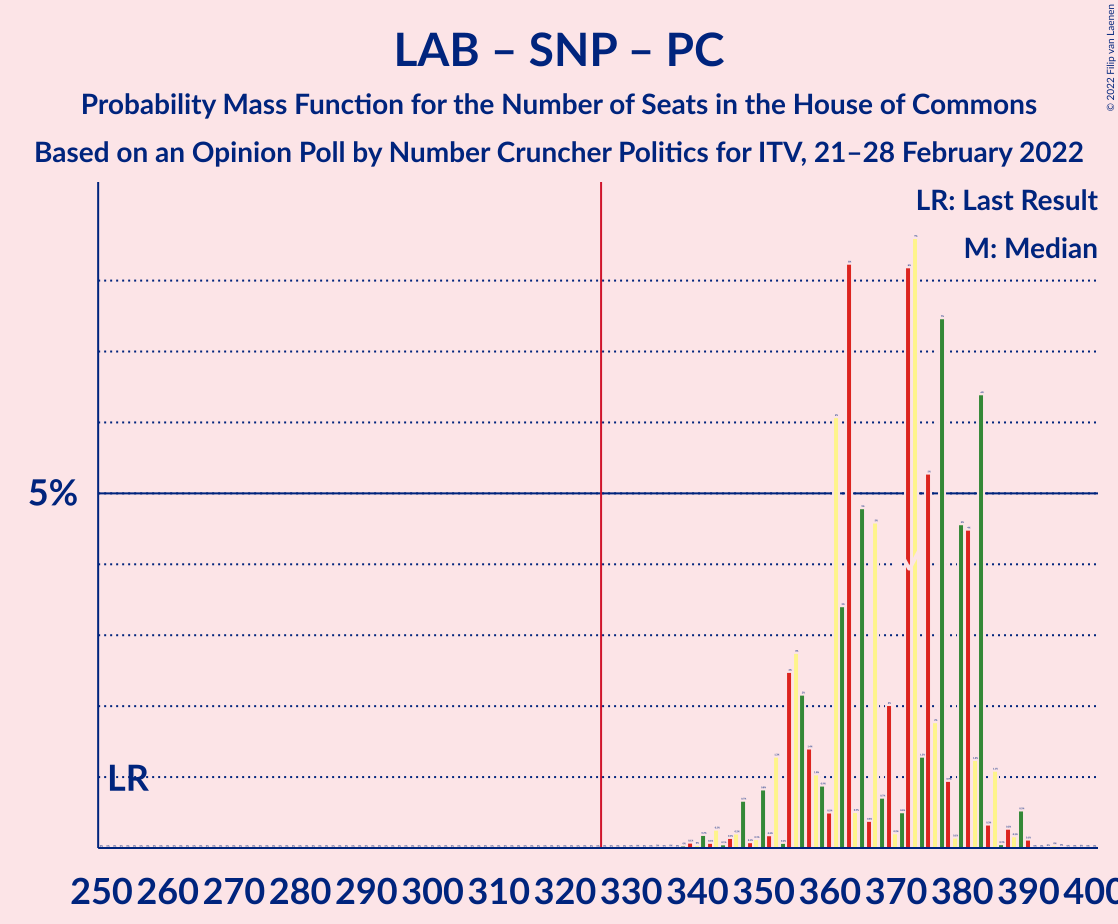 LAB – SNP – PC
Probability Mass Function for the Number of Seats in the House of Commons
Based on an Opinion Poll by Number Cruncher Politics for ITV, 21–28 February 2022
© 2022 Filip van Laenen
LR: Last Result
M: Median
5%
LR
250 260 270 280 290 300 310 320 330 340 350 360 370 380 390 400